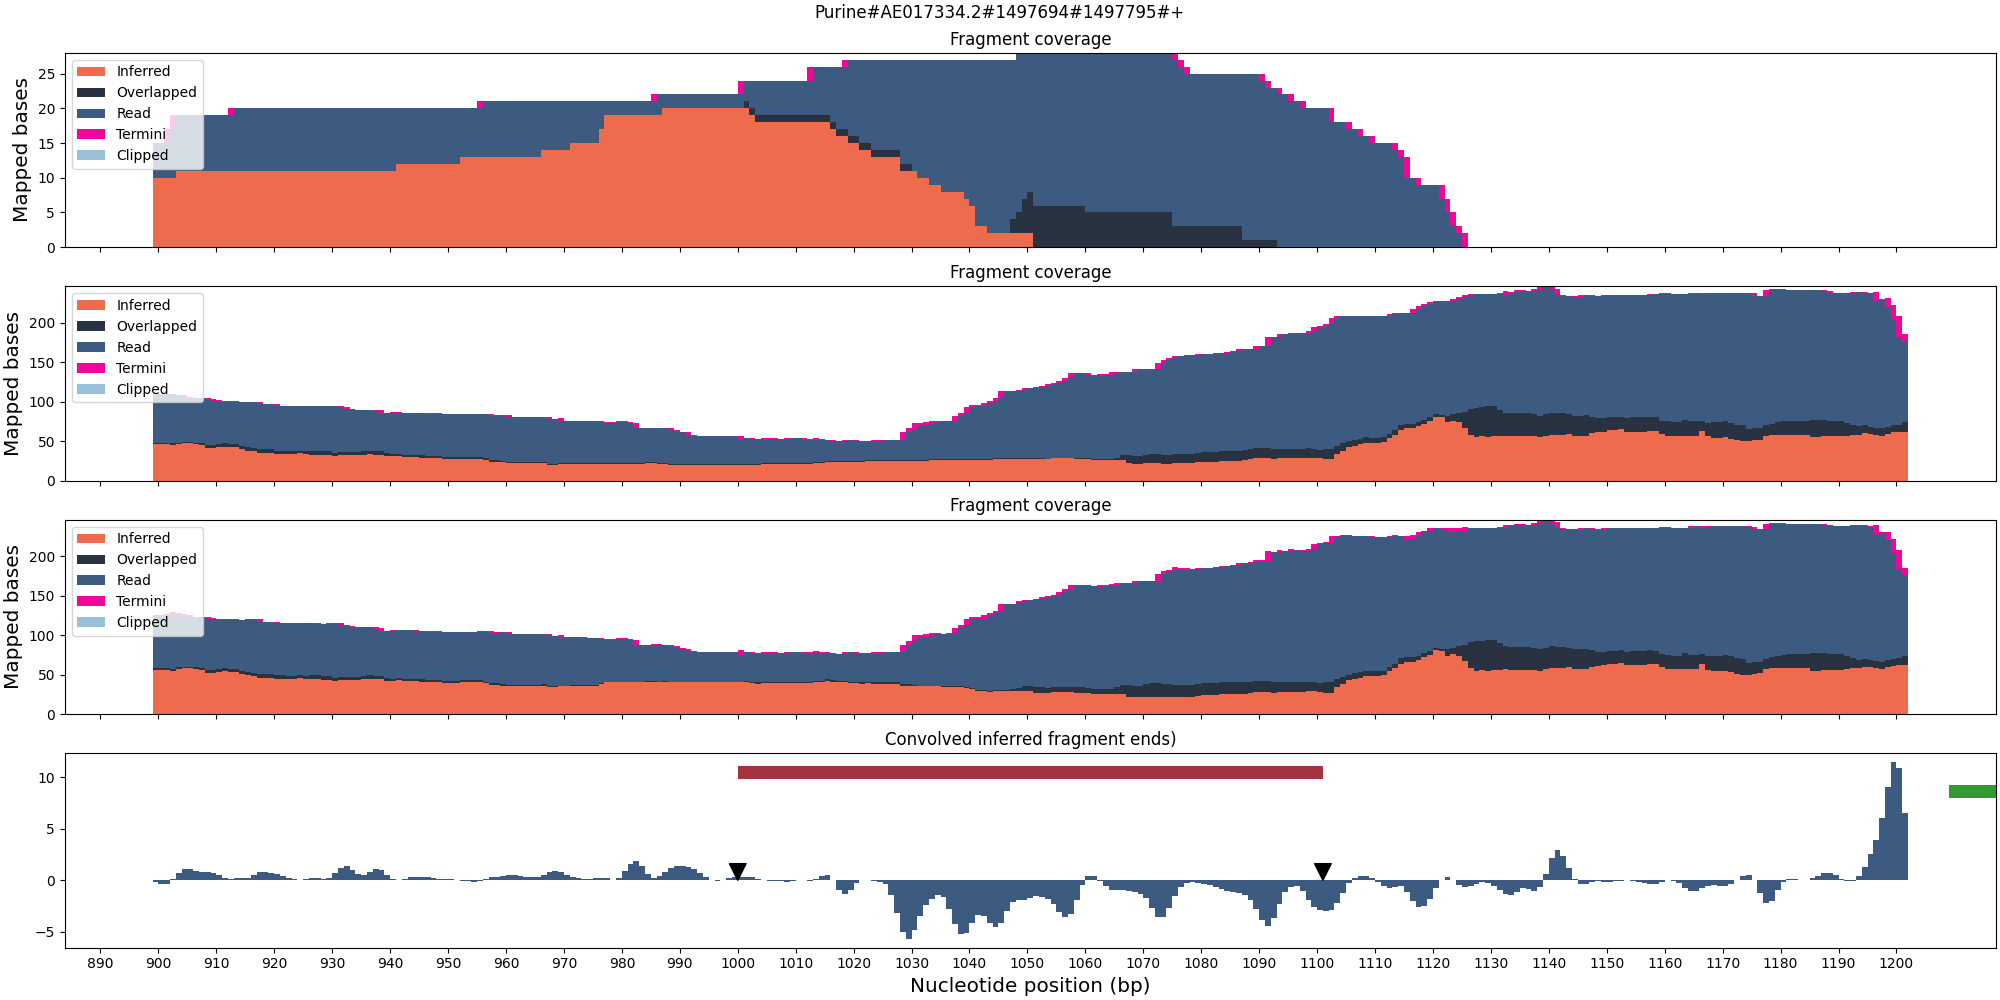 Purine#AE017334.2#1497694#1497795#+
Fragment coverage
Mapped bases
25
20
15
10
5
0
Inferred
Overlapped
Read
Termini
Clipped
Fragment coverage
Mapped bases
200
150
100
50
0
Inferred
Overlapped
Read
Termini
Clipped
Fragment coverage
Mapped bases
200
150
100
50
0
Inferred
Overlapped
Read
Termini
Clipped
Convolved inferred fragment ends)
10
5
0
−5
890 900 910 920 930 940 950 960 970 980 990 1000 1010 1020 1030 1040 1050 1060 1070 1080 1090 1100 1110 1120 1130 1140 1150 1160 1170 1180 1190 1200
Nucleotide position (bp)